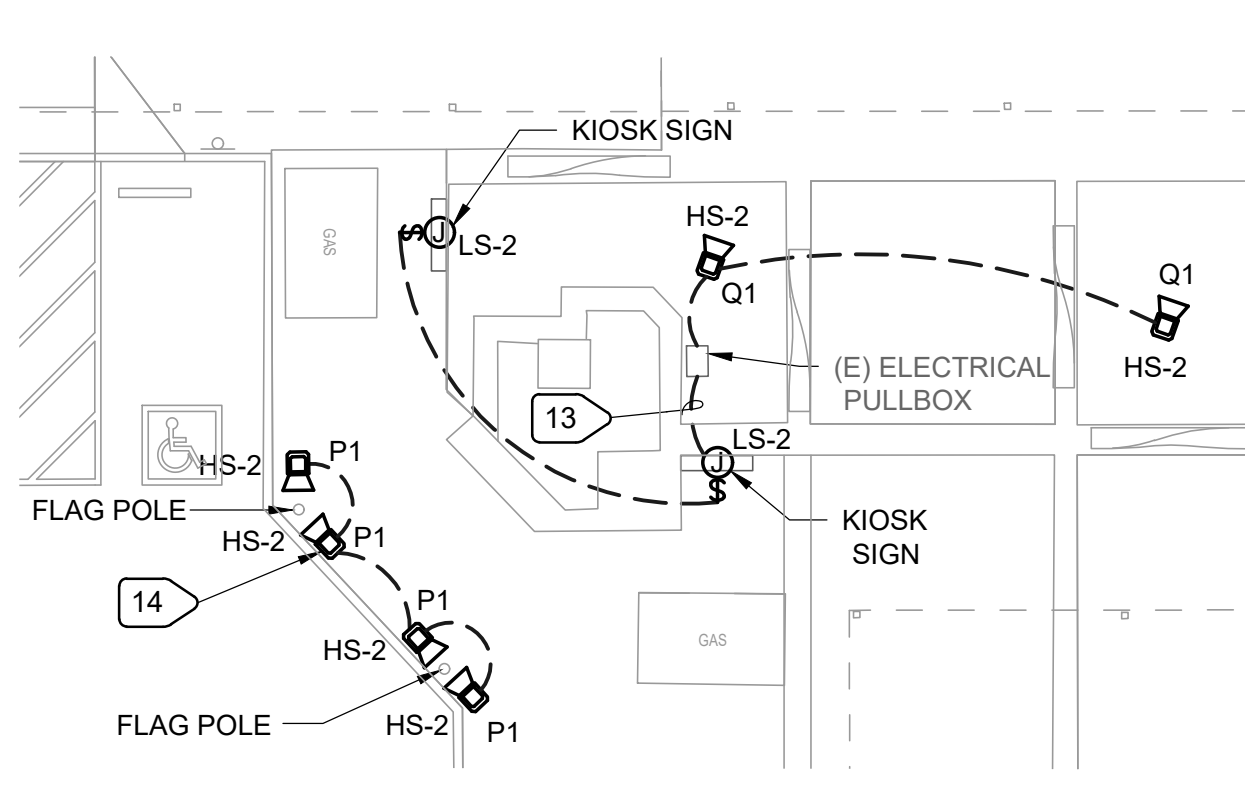 KIOSK SIGN
HS-2
GAS
$ J
LS-2
Q1
Q1
(E) ELECTRICAL
PULLBOX
HS-2
13
LS-2
J
$
P1
HS-2
FLAG POLE
KIOSK
SIGN
P1
HS-2
14
P1
HS-2
GAS
FLAG POLE
HS-2
P1